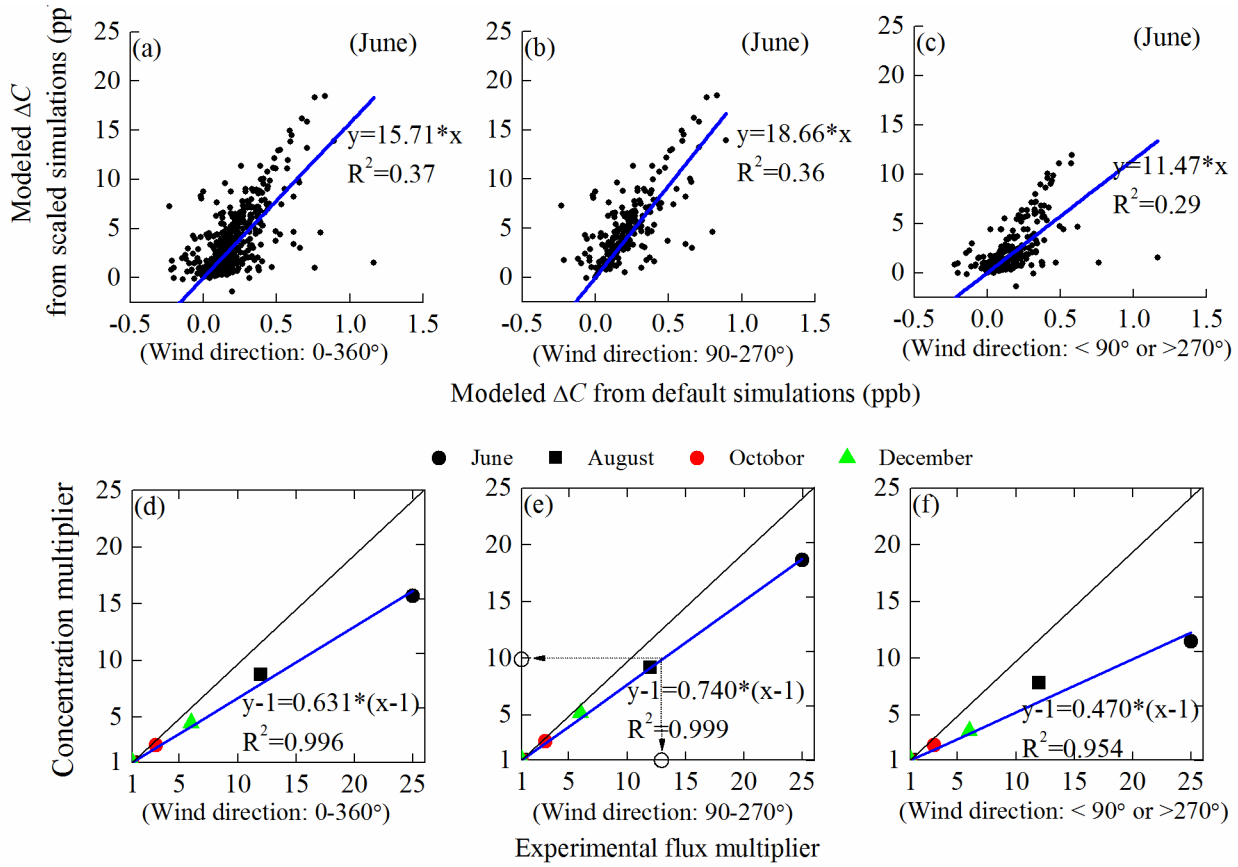 Modeled ΔC
from scaled simulations (pp
(a) (June)
25
20
15
10
5
0
y=15.71*x
R²=0.37
-0.5 0.0 0.5 1.0 1.5
(Wind direction: 0-360°)
(b) (June)
25
20
15
10
5
0
y=18.66*x
R²=0.36
-0.5 0.0 0.5 1.0 1.5
(Wind direction: 90-270°)
(c) (June)
25
20
15
10
5
0
y=11.47*x
R²=0.29
-0.5 0.0 0.5 1.0 1.5
(Wind direction: < 90° or >270°)
Modeled ΔC from default simulations (ppb)
June August Octobor December
Concentration multiplier
(d)
25
20
15
10
5
1
y-1=0.631*(x-1)
R²=0.996
1 5 10 15 20 25
(Wind direction: 0-360°)
(e)
25
20
15
10
5
1
y-1=0.740*(x-1)
R²=0.999
1 5 10 15 20 25
(Wind direction: 90-270°)
(f)
25
20
15
10
5
1
y-1=0.470*(x-1)
R²=0.954
1 5 10 15 20 25
(Wind direction: < 90° or >270°)
Experimental flux multiplier